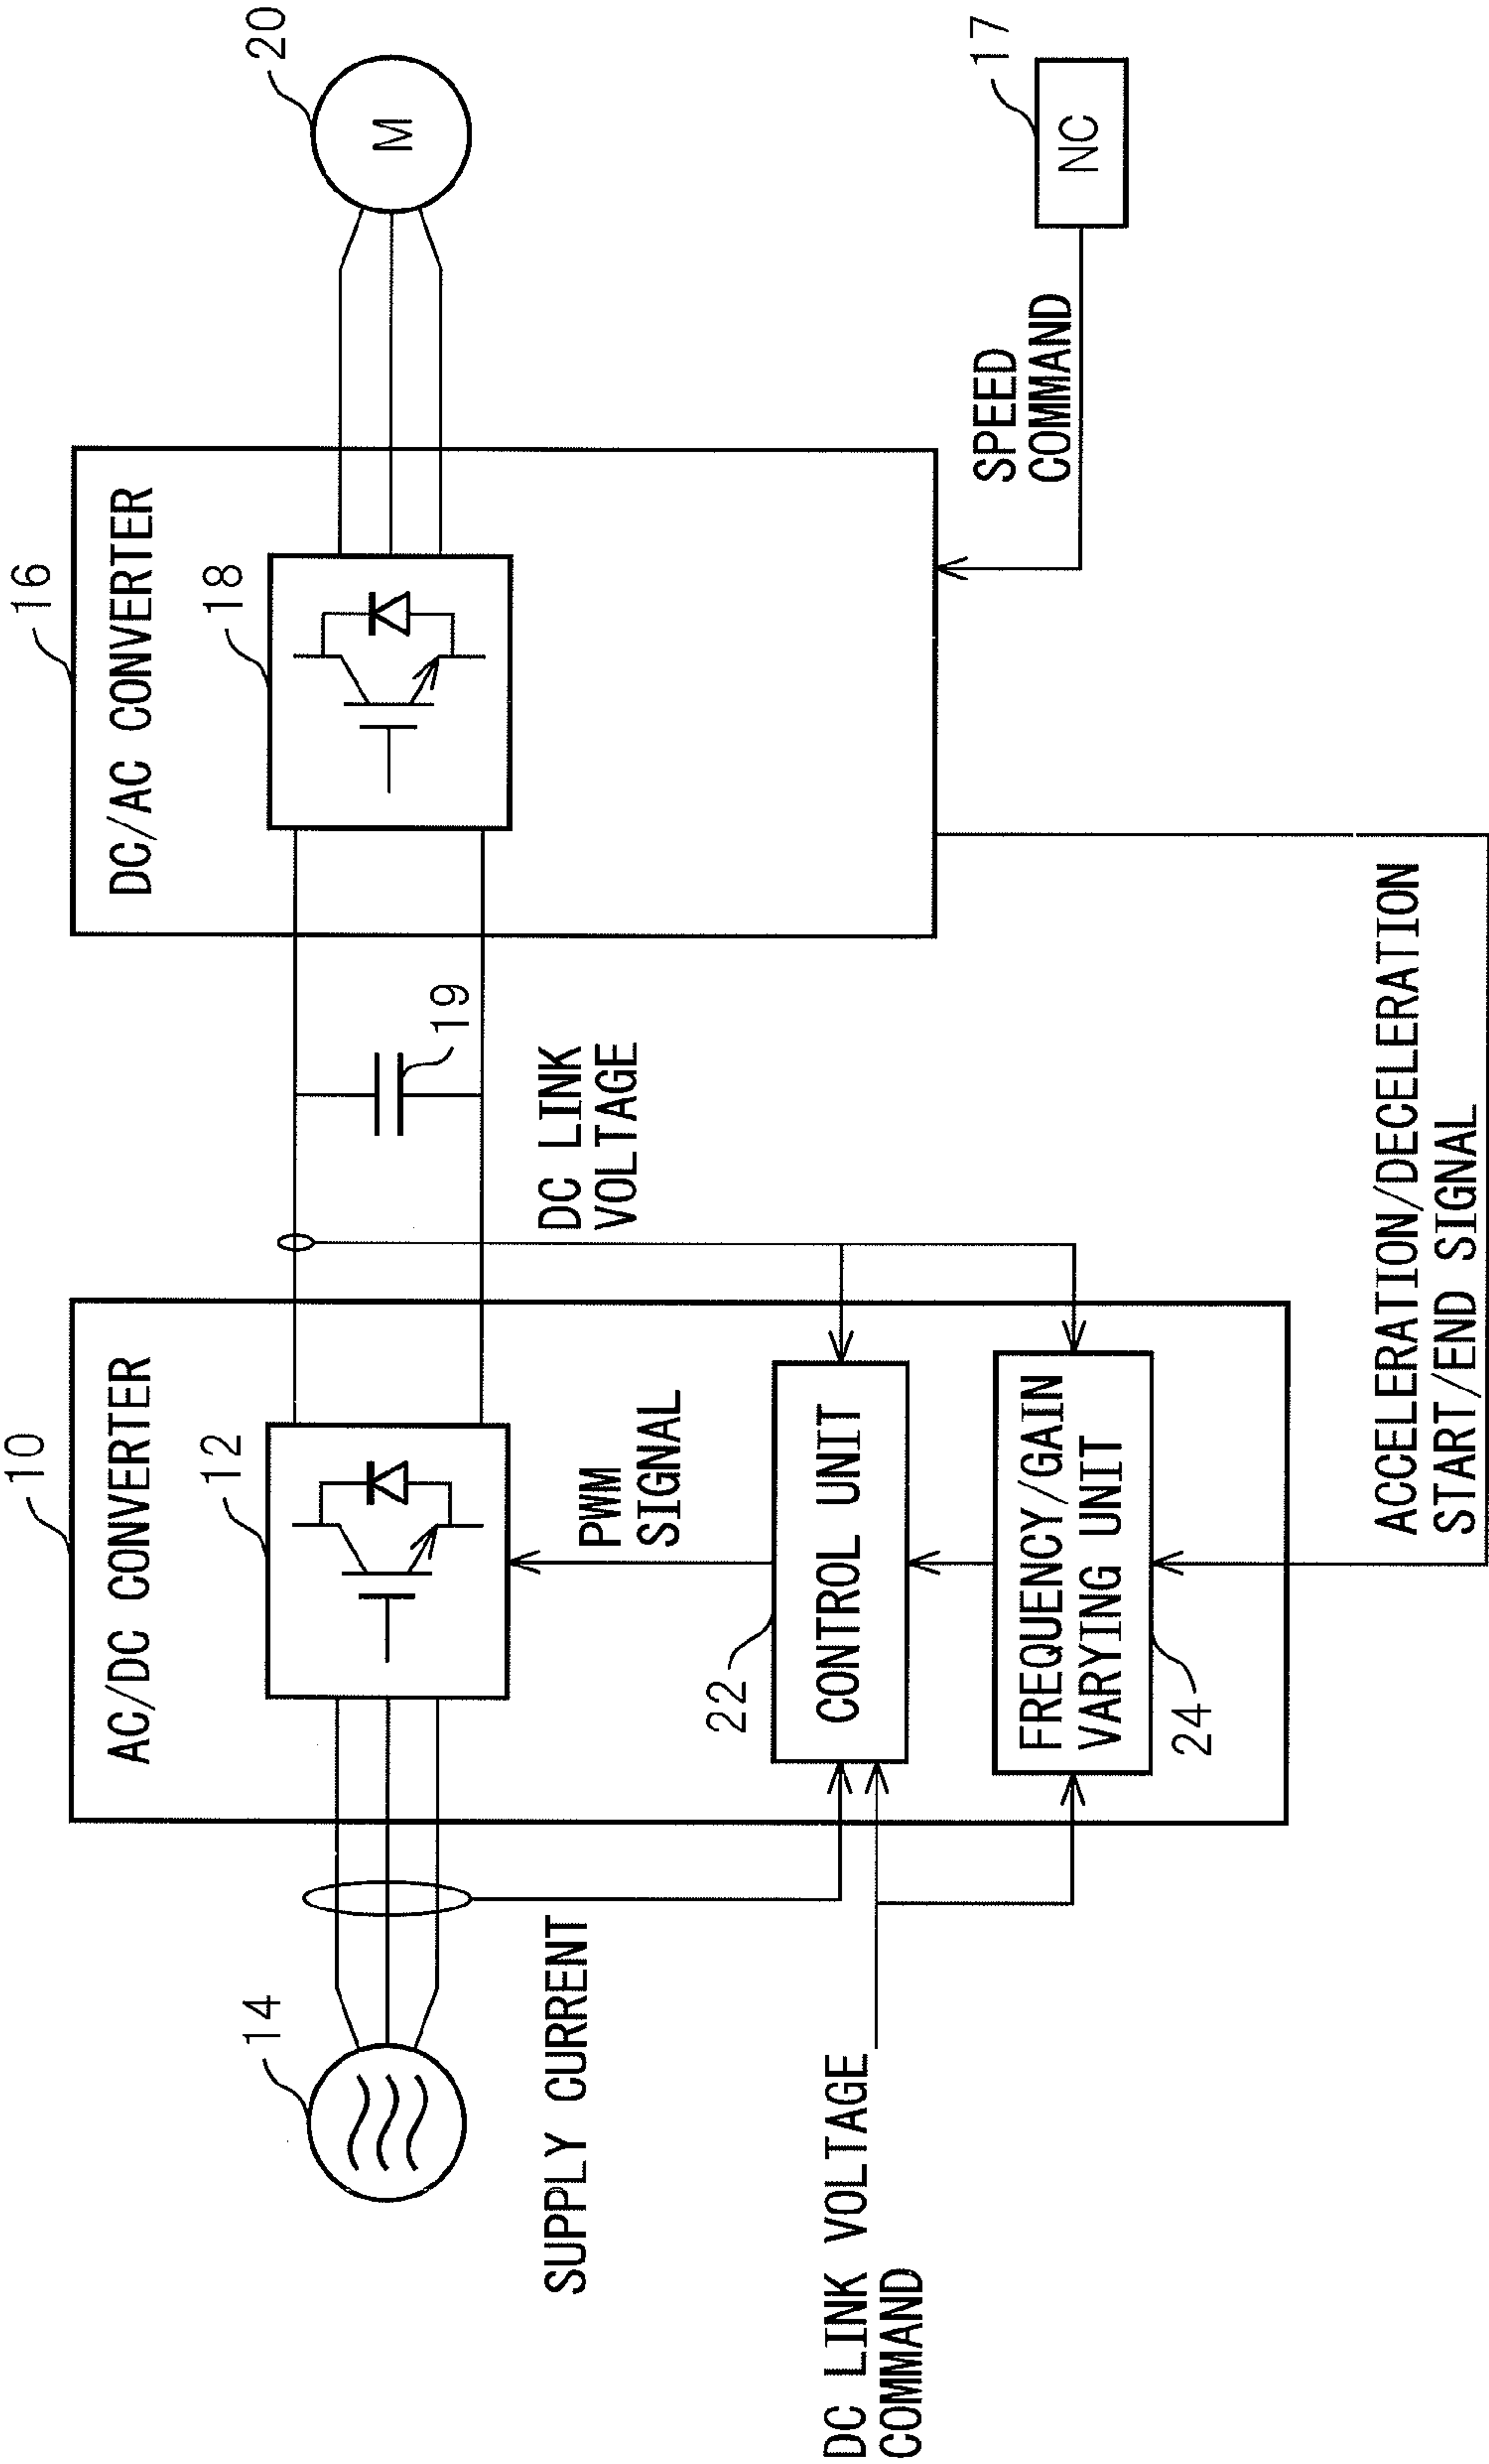 10
AC/DC CONVERTER
12
14
SUPPLY CURRENT
DC LINK VOLTAGE
COMMAND
PWM
SIGNAL
22
CONTROL UNIT
FREQUENCY/GAIN
VARYING UNIT
24
DC LINK
VOLTAGE
19
16
DC/AC CONVERTER
18
20
M
17
NC
SPEED
COMMAND
ACCELERATION/DECELERATION
START/END SIGNAL